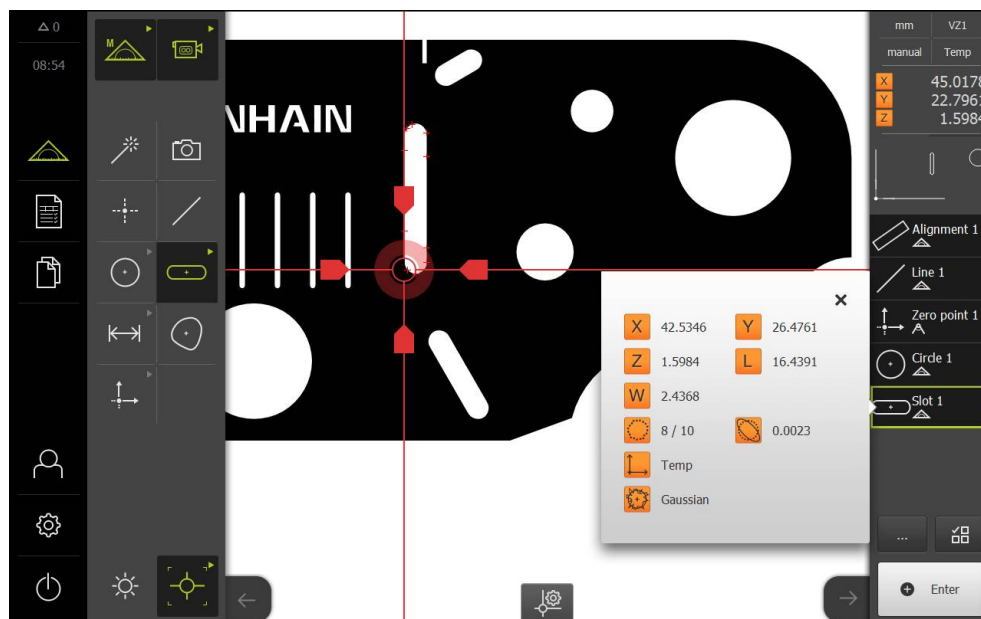 △ 0
08:54
M
NHAIN
mm VZ1
manual Temp
X 45.0178
Y 22.7961
Z 1.5984
Alignment 1
Line 1
Zero point 1
Circle 1
Slot 1
X 42.5346 Y 26.4761
Z 1.5984 L 16.4391
W 2.4368
8 / 10 0.0023
Temp
Gaussian
...
Enter